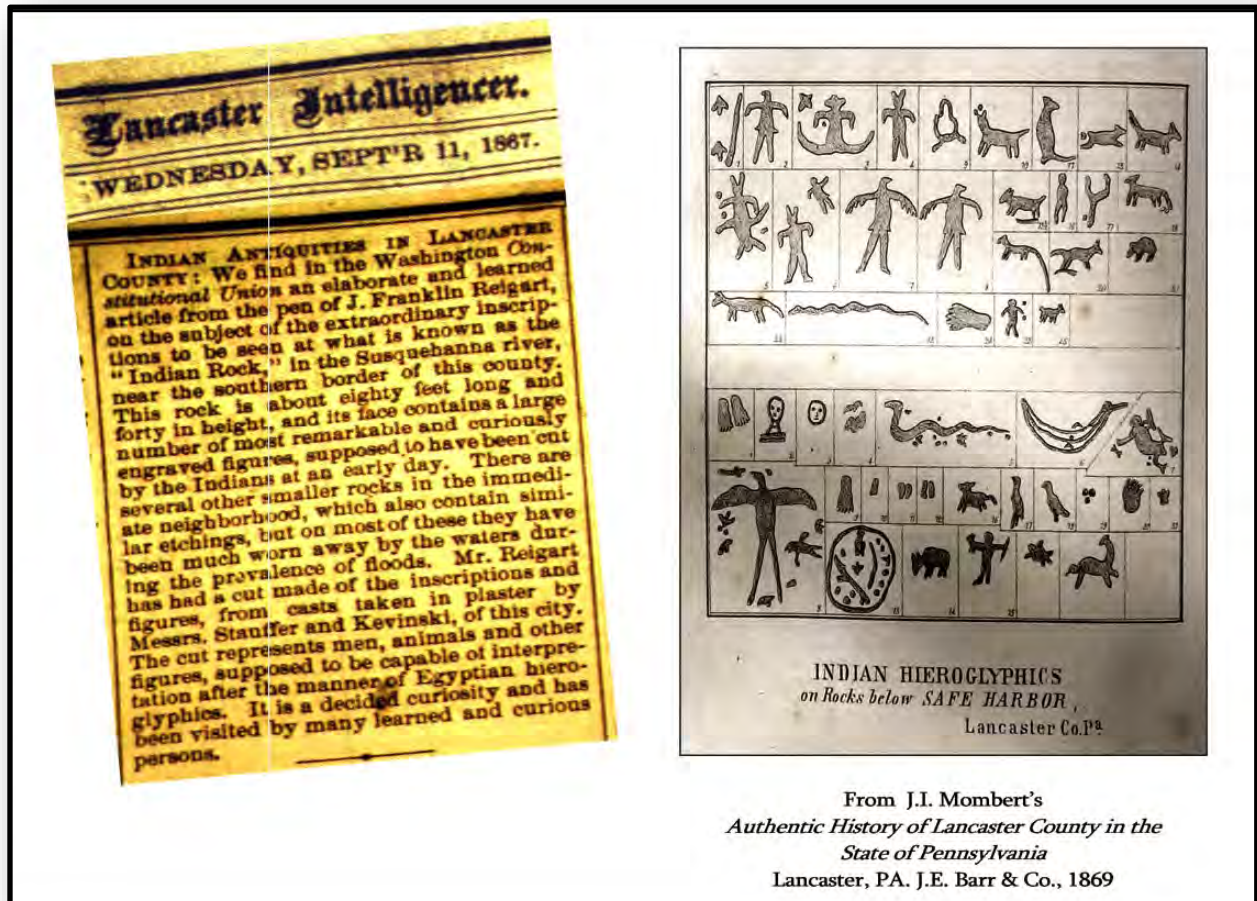 Lancaster Intelligencer.
WEDNESDAY, SEPT'R 11, 1867.
INDIAN ANTIQUITIES IN LANCASTER
COUNTY: We find in the Washington Con-
stitutional Union an elaborate and learned
article from the pen of J. Franklin Reigart,
on the subject of the extraordinary inscrip-
tions to be seen at what is known as the
"Indian Rock," in the Susquehanna river,
near the southern border of this county.
This rock is about eighty feet long and
forty in height, and its face contains a large
number of most remarkable and curiously
engraved figures, supposed to have been cut
by the Indians at an early day. There are
several other smaller rocks in the immedi-
ate neighborhood, which also contain simi-
lar etchings, but on most of these they have
been much worn away by the waters dur-
ing the prevalence of floods. Mr. Reigart
has had a cut made of the inscriptions and
figures, from casts taken in plaster by
Messrs. Stauffer and Kevinski, of this city.
The cut represents men, animals and other
figures, supposed to be capable of interpre-
tation after the manner of Egyptian hiero-
glyphics. It is a decided curiosity and has
been visited by many learned and curious
persons.
INDIAN HIEROGLYPHICS
on Rocks below SAFE HARBOR,
Lancaster Co. Pa
From J.I. Mombert's
Authentic History of Lancaster County in the
State of Pennsylvania
Lancaster, PA. J.E. Barr & Co., 1869